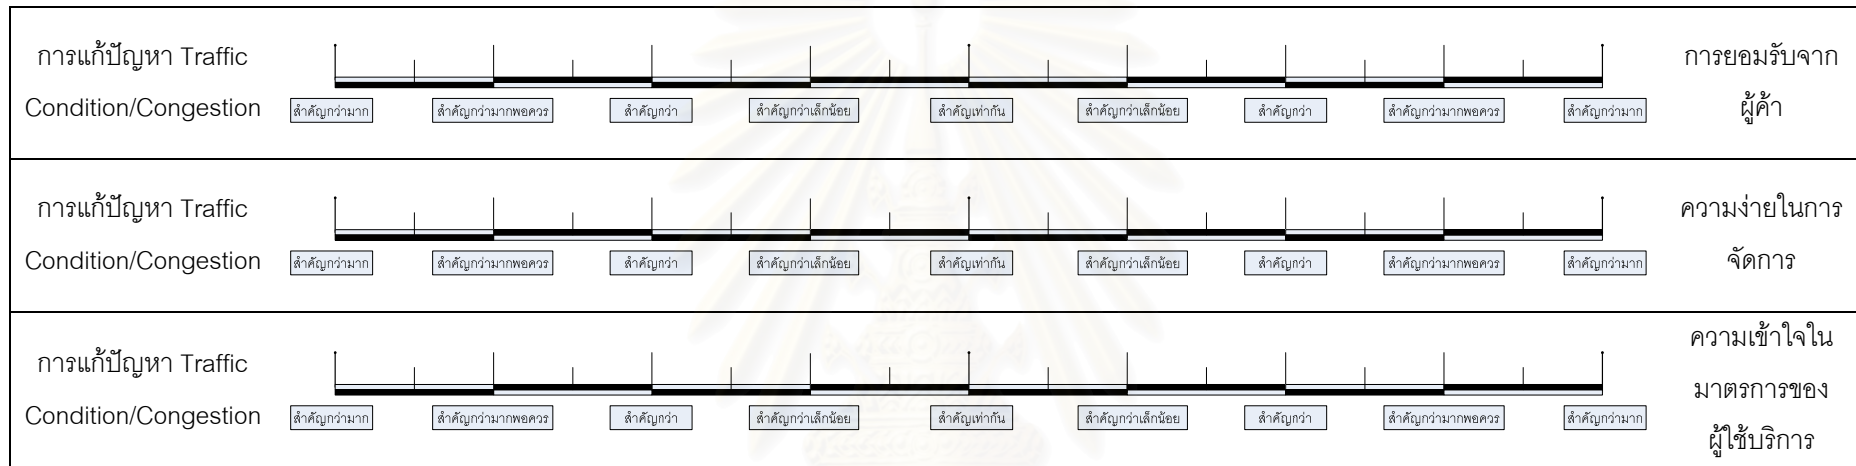 การแก้ปัญหา Traffic
Condition/Congestion
สำคัญกว่ามาก สำคัญกว่ามากพอควร สำคัญกว่า สำคัญกว่าเล็กน้อย สำคัญเท่ากัน สำคัญกว่าเล็กน้อย สำคัญกว่า สำคัญกว่ามากพอควร สำคัญกว่ามาก
การยอมรับจาก
ผู้ค้า
การแก้ปัญหา Traffic
Condition/Congestion
สำคัญกว่ามาก สำคัญกว่ามากพอควร สำคัญกว่า สำคัญกว่าเล็กน้อย สำคัญเท่ากัน สำคัญกว่าเล็กน้อย สำคัญกว่า สำคัญกว่ามากพอควร สำคัญกว่ามาก
ความง่ายในการ
จัดการ
การแก้ปัญหา Traffic
Condition/Congestion
สำคัญกว่ามาก สำคัญกว่ามากพอควร สำคัญกว่า สำคัญกว่าเล็กน้อย สำคัญเท่ากัน สำคัญกว่าเล็กน้อย สำคัญกว่า สำคัญกว่ามากพอควร สำคัญกว่ามาก
ความเข้าใจใน
มาตรการของ
ผู้ใช้บริการ